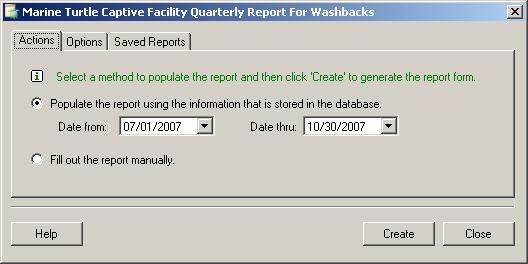 Marine Turtle Captive Facility Quarterly Report For Washbacks
Actions Options Saved Reports
Select a method to populate the report and then click 'Create' to generate the report form.
Populate the report using the information that is stored in the database.
Date from: 07/01/2007 Date thru: 10/30/2007
Fill out the report manually.
Help Create Close